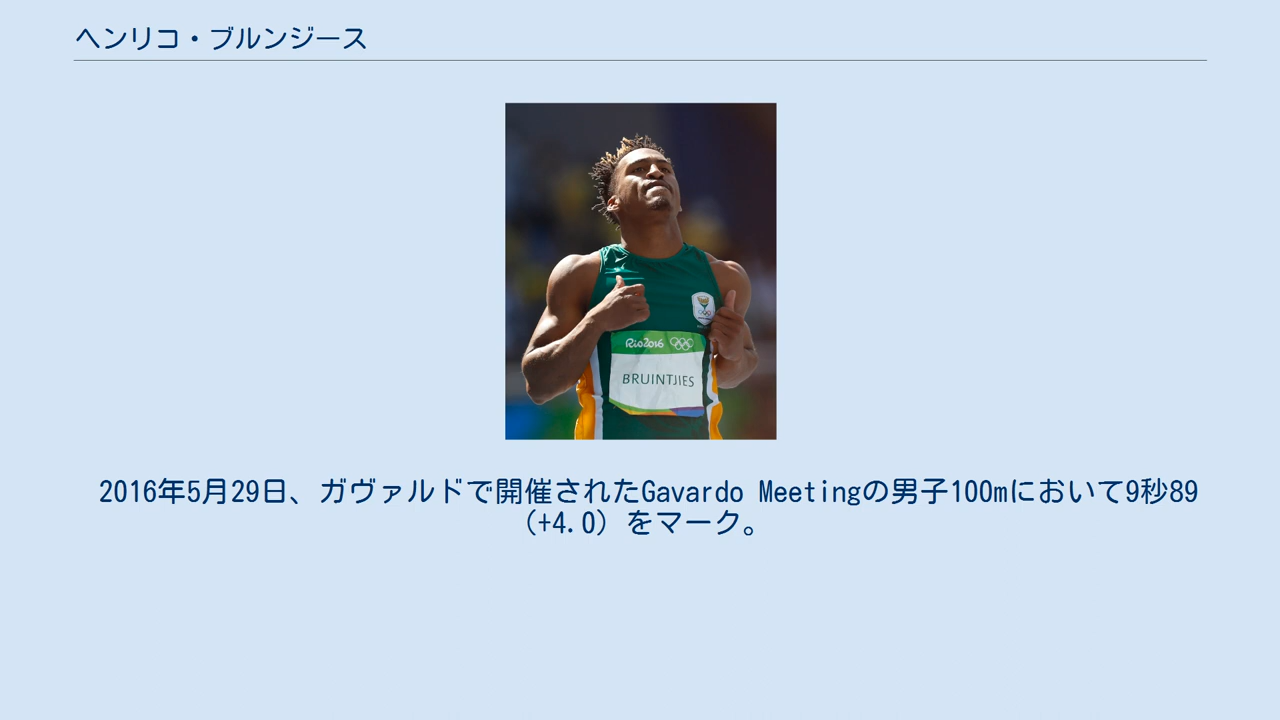 ヘンリコ・ブルンジース
Rio2016
BRUINTJIES
2016年5月29日、ガヴァルドで開催されたGavardo Meetingの男子100mにおいて9秒89
（+4.0）をマーク。